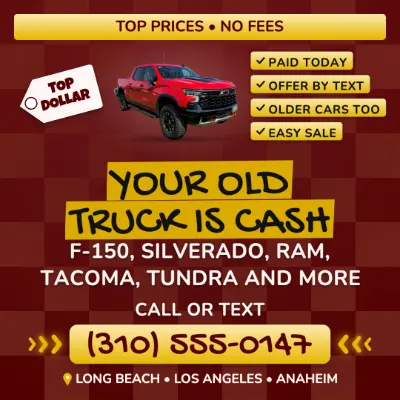 TOP PRICES • NO FEES
TOP
DOLLAR
✓ PAID TODAY
✓ OFFER BY TEXT
✓ OLDER CARS TOO
✓ EASY SALE
YOUR OLD
TRUCK IS CASH
F-150, SILVERADO, RAM,
TACOMA, TUNDRA AND MORE
CALL OR TEXT
(310) 555-0147
LONG BEACH • LOS ANGELES • ANAHEIM